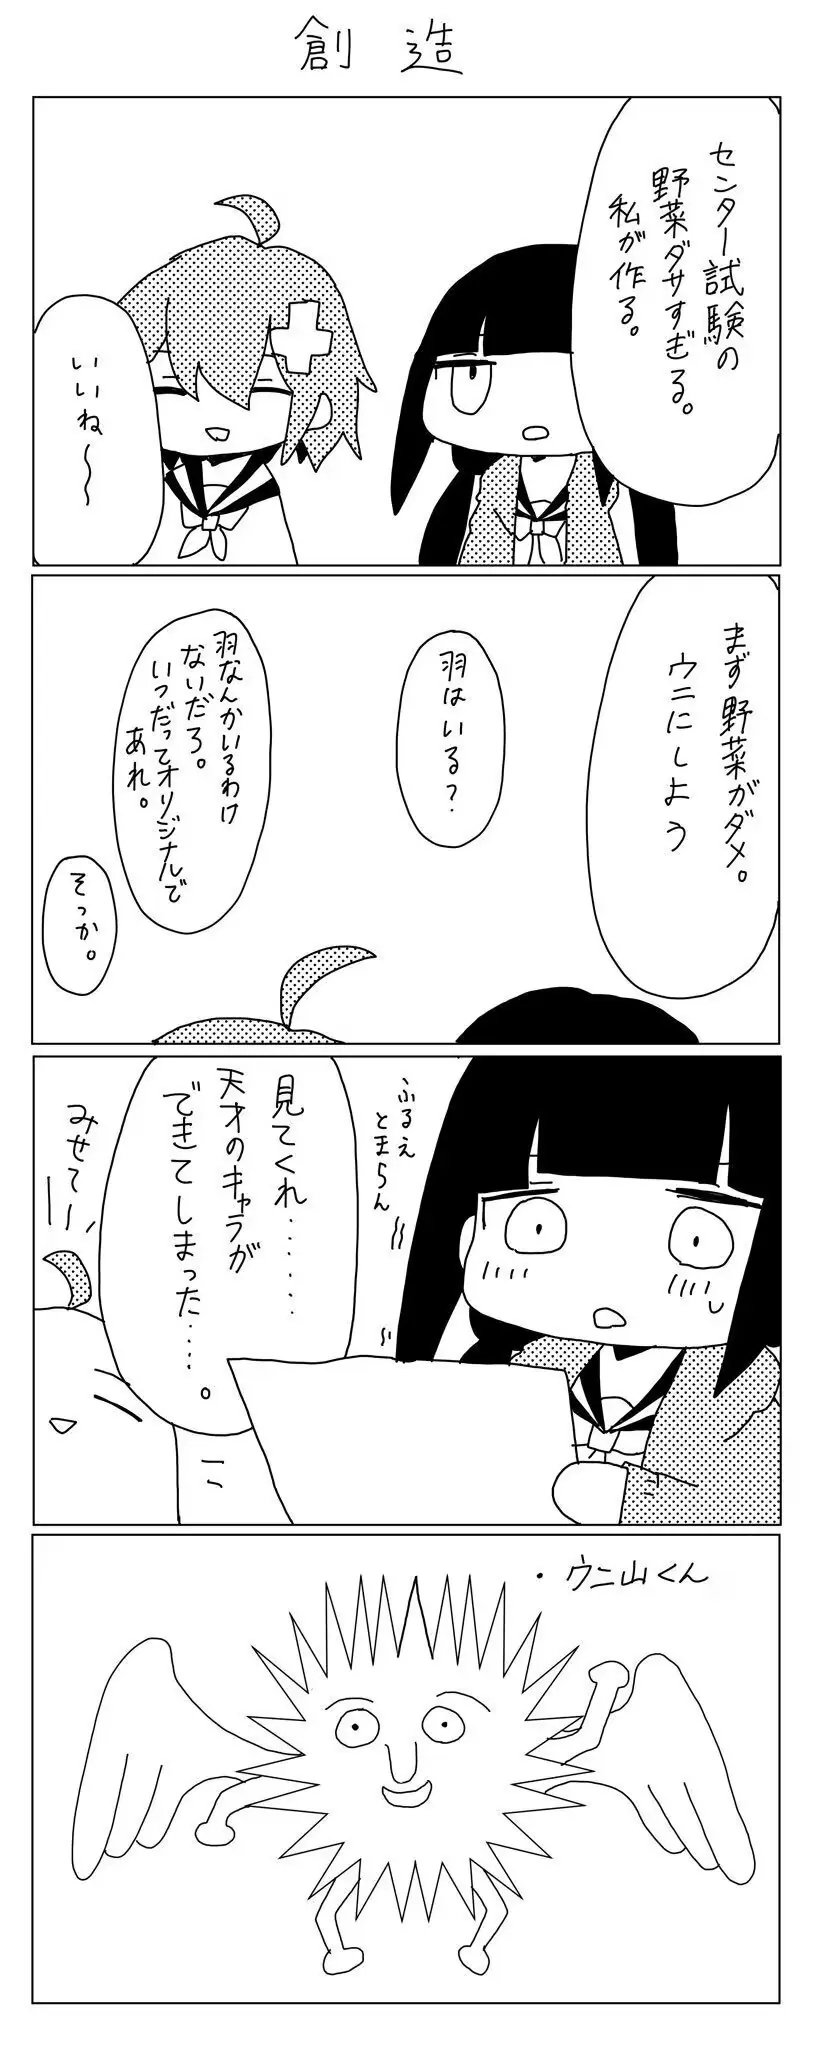 創造
センター試験の
野菜ダサすぎる。
私が作る。
いいね～～
まず野菜がダメ。
ウニにしよう
羽はいる?
羽なんかいるわけ
ないだろ。
いつだってオリジナルで
あれ。
そっか。
ふるえ
とまらん
見てくれ‥‥‥
天才のキャラが
できてしまった‥‥。
みせてー
・ウニ山くん